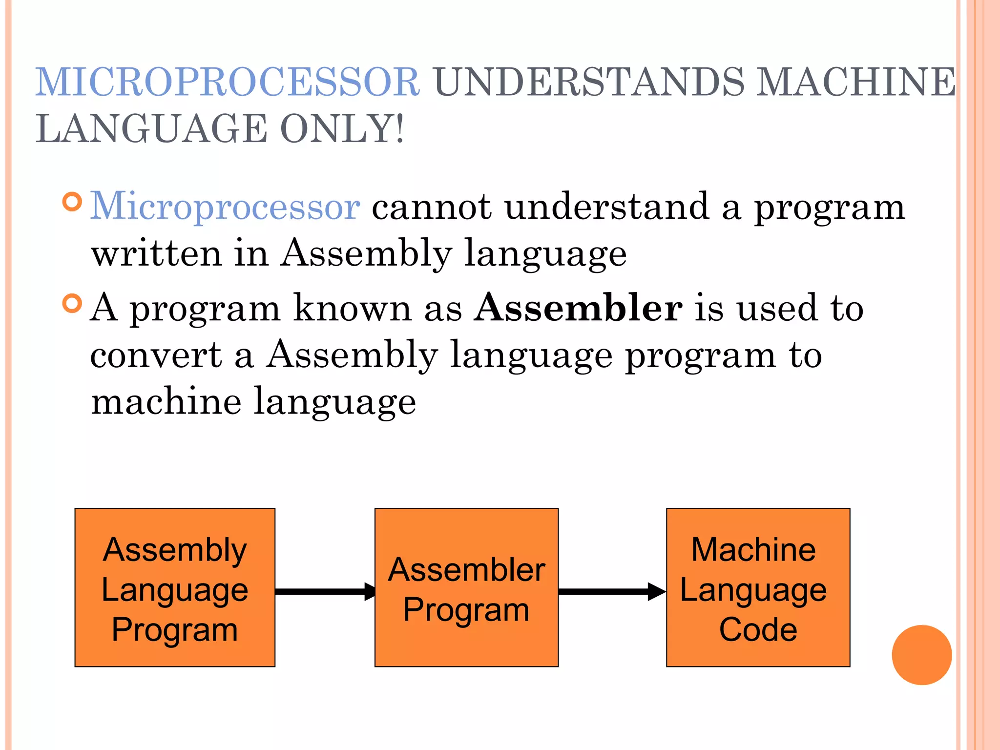 MICROPROCESSOR UNDERSTANDS MACHINE
LANGUAGE ONLY!
Microprocessor cannot understand a program
written in Assembly language
A program known as Assembler is used to
convert a Assembly language program to
machine language
Assembly
Language
Program
Assembler
Program
Machine
Language
Code